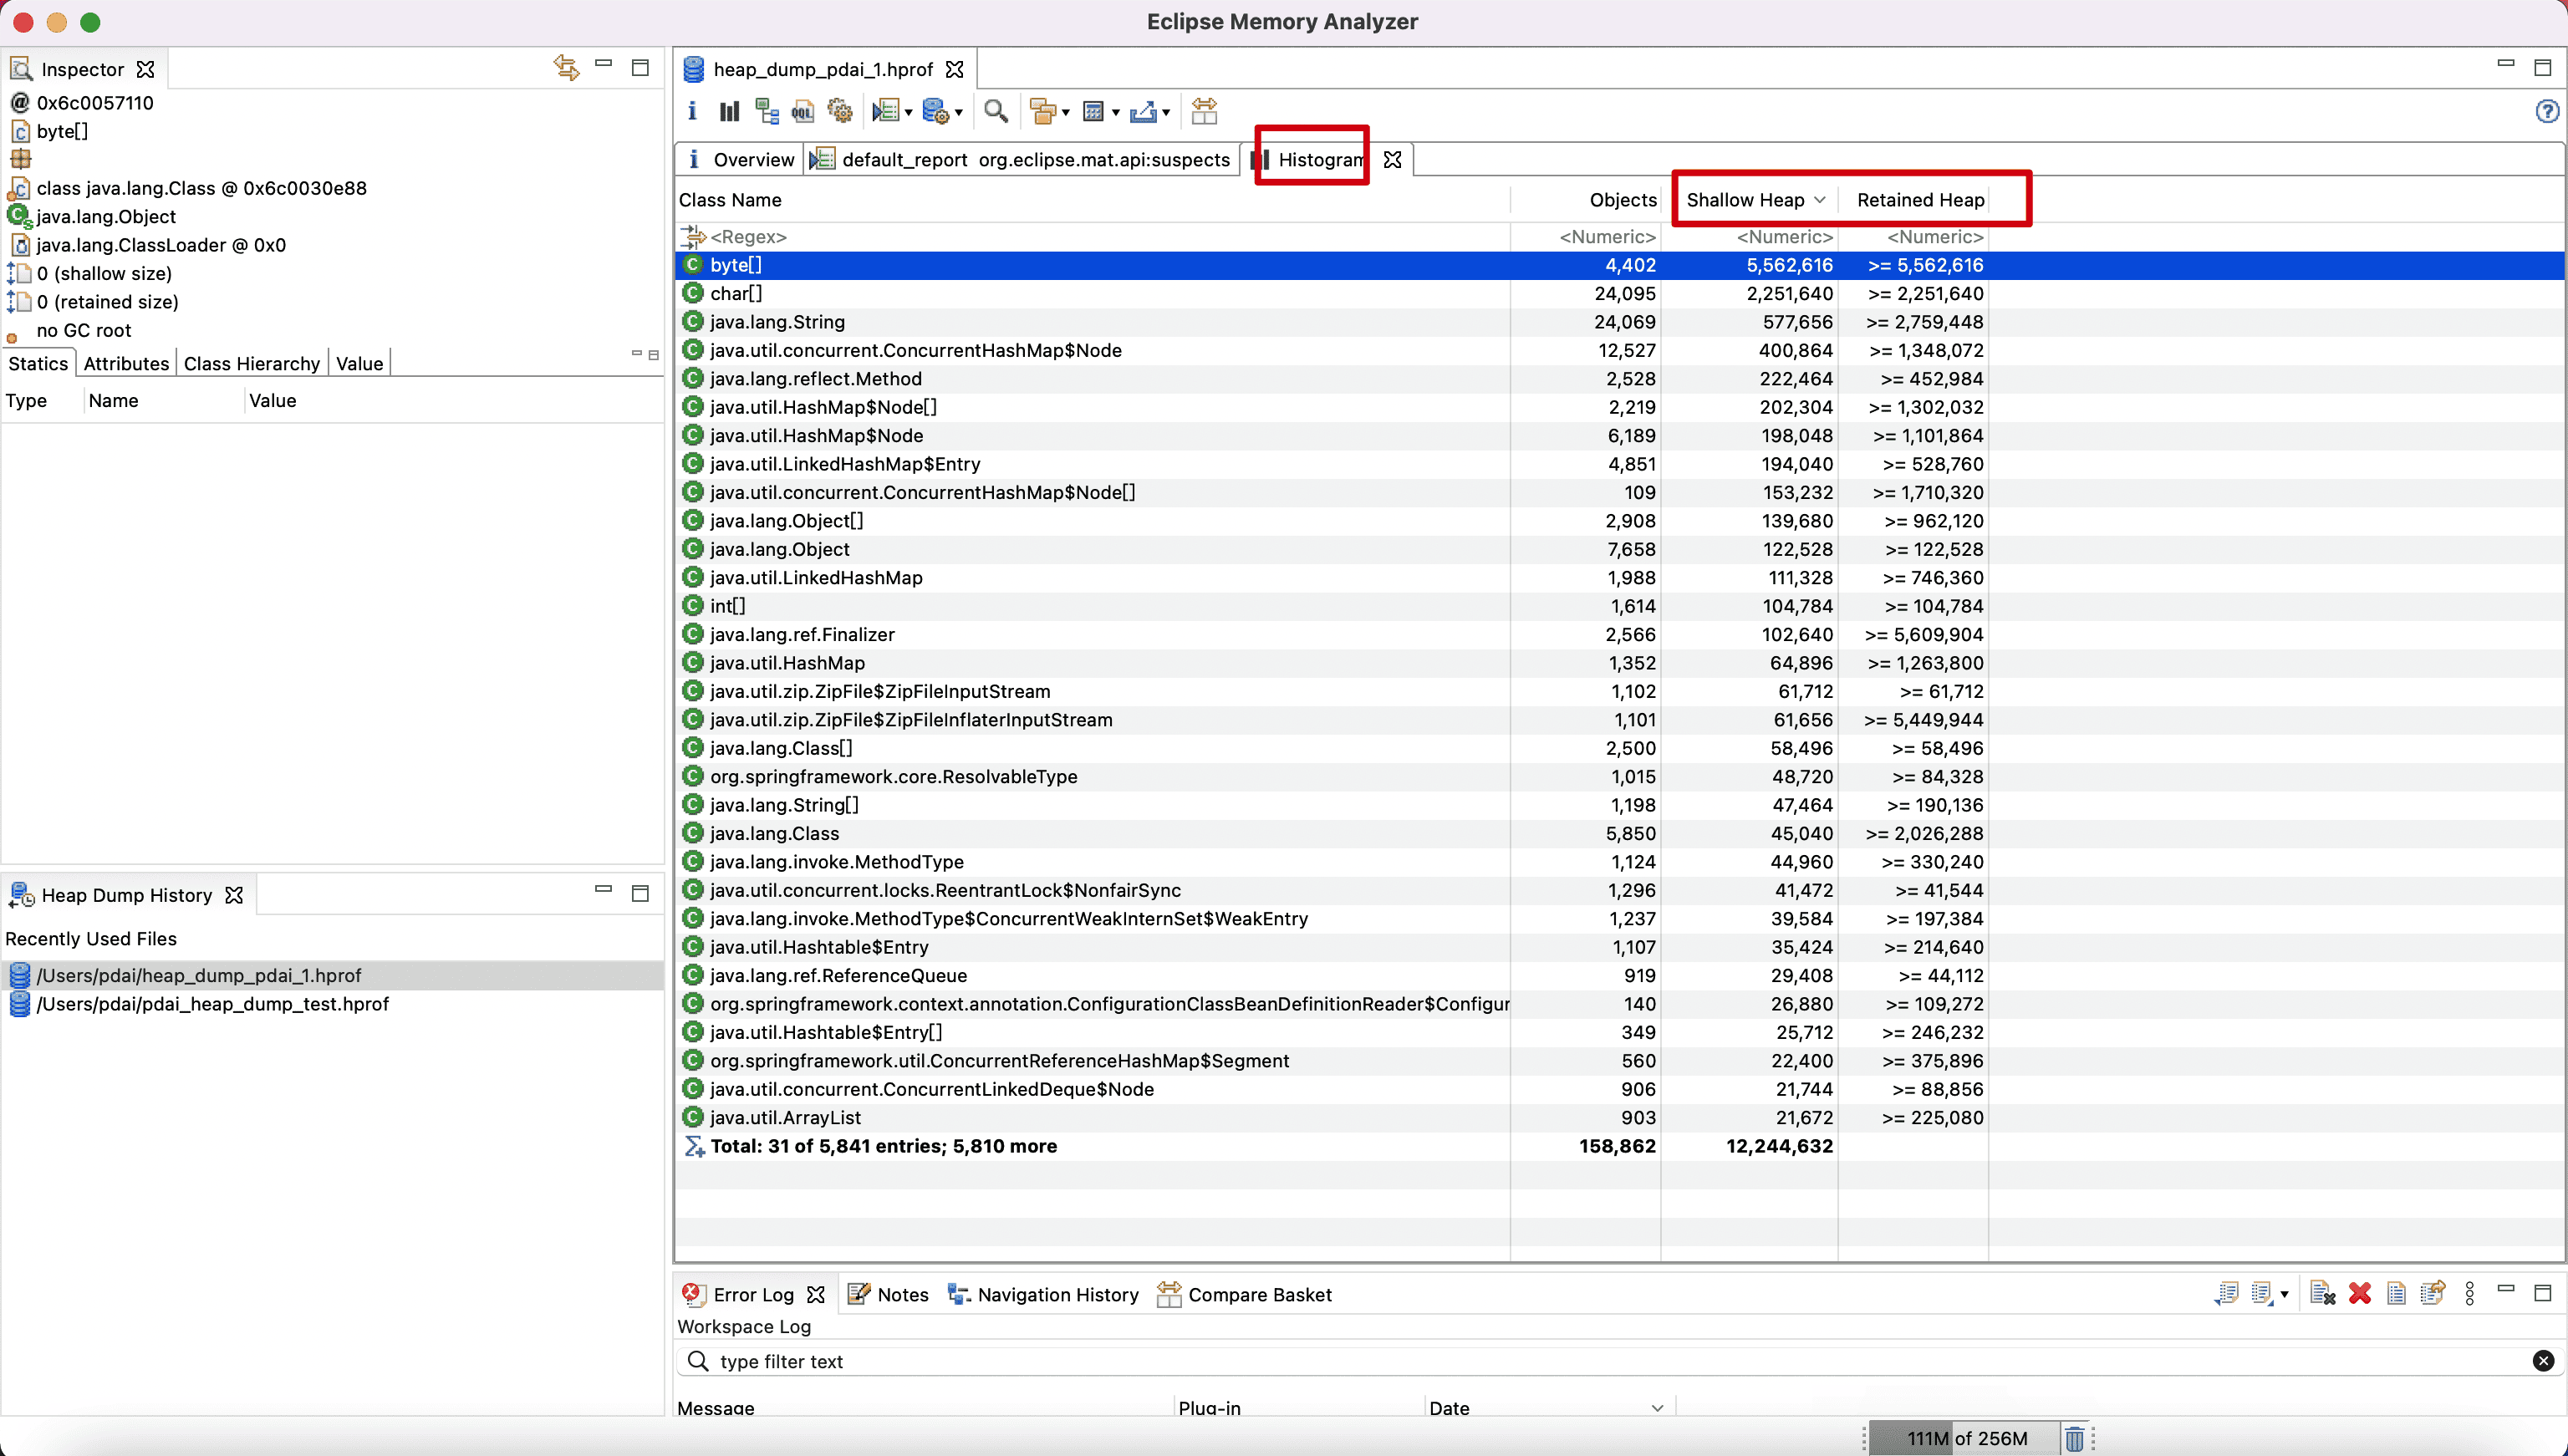 Eclipse Memory Analyzer
Inspector
0x6c0057110
byte[]
class java.lang.Class @ 0x6c0030e88
java.lang.Object
java.lang.ClassLoader @ 0x0
0 (shallow size)
0 (retained size)
no GC root
Statics Attributes Class Hierarchy Value
Type Name Value
Heap Dump History
Recently Used Files
/Users/pdai/heap_dump_pdai_1.hprof
/Users/pdai/pdai_heap_dump_test.hprof
heap_dump_pdai_1.hprof
Overview default_report org.eclipse.mat.api:suspects Histogram
Class Name Objects Shallow Heap Retained Heap
<Regex> <Numeric> <Numeric> <Numeric>
byte[] 4,402 5,562,616 >= 5,562,616
char[] 24,095 2,251,640 >= 2,251,640
java.lang.String 24,069 577,656 >= 2,759,448
java.util.concurrent.ConcurrentHashMap$Node 12,527 400,864 >= 1,348,072
java.lang.reflect.Method 2,528 222,464 >= 452,984
java.util.HashMap$Node[] 2,219 202,304 >= 1,302,032
java.util.HashMap$Node 6,189 198,048 >= 1,101,864
java.util.LinkedHashMap$Entry 4,851 194,040 >= 528,760
java.util.concurrent.ConcurrentHashMap$Node[] 109 153,232 >= 1,710,320
java.lang.Object[] 2,908 139,680 >= 962,120
java.lang.Object 7,658 122,528 >= 122,528
java.util.LinkedHashMap 1,988 111,328 >= 746,360
int[] 1,614 104,784 >= 104,784
java.lang.ref.Finalizer 2,566 102,640 >= 5,609,904
java.util.HashMap 1,352 64,896 >= 1,263,800
java.util.zip.ZipFile$ZipFileInputStream 1,102 61,712 >= 61,712
java.util.zip.ZipFile$ZipFileInflaterInputStream 1,101 61,656 >= 5,449,944
java.lang.Class[] 2,500 58,496 >= 58,496
org.springframework.core.ResolvableType 1,015 48,720 >= 84,328
java.lang.String[] 1,198 47,464 >= 190,136
java.lang.Class 5,850 45,040 >= 2,026,288
java.lang.invoke.MethodType 1,124 44,960 >= 330,240
java.util.concurrent.locks.ReentrantLock$NonfairSync 1,296 41,472 >= 41,544
java.lang.invoke.MethodType$ConcurrentWeakInternSet$WeakEntry 1,237 39,584 >= 197,384
java.util.Hashtable$Entry 1,107 35,424 >= 214,640
java.lang.ref.ReferenceQueue 919 29,408 >= 44,112
org.springframework.context.annotation.ConfigurationClassBeanDefinitionReader$Configur 140 26,880 >= 109,272
java.util.Hashtable$Entry[] 349 25,712 >= 246,232
org.springframework.util.ConcurrentReferenceHashMap$Segment 560 22,400 >= 375,896
java.util.concurrent.ConcurrentLinkedDeque$Node 906 21,744 >= 88,856
java.util.ArrayList 903 21,672 >= 225,080
Total: 31 of 5,841 entries; 5,810 more 158,862 12,244,632
Error Log Notes Navigation History Compare Basket
Workspace Log
type filter text
Message Plug-in Date
111M of 256M